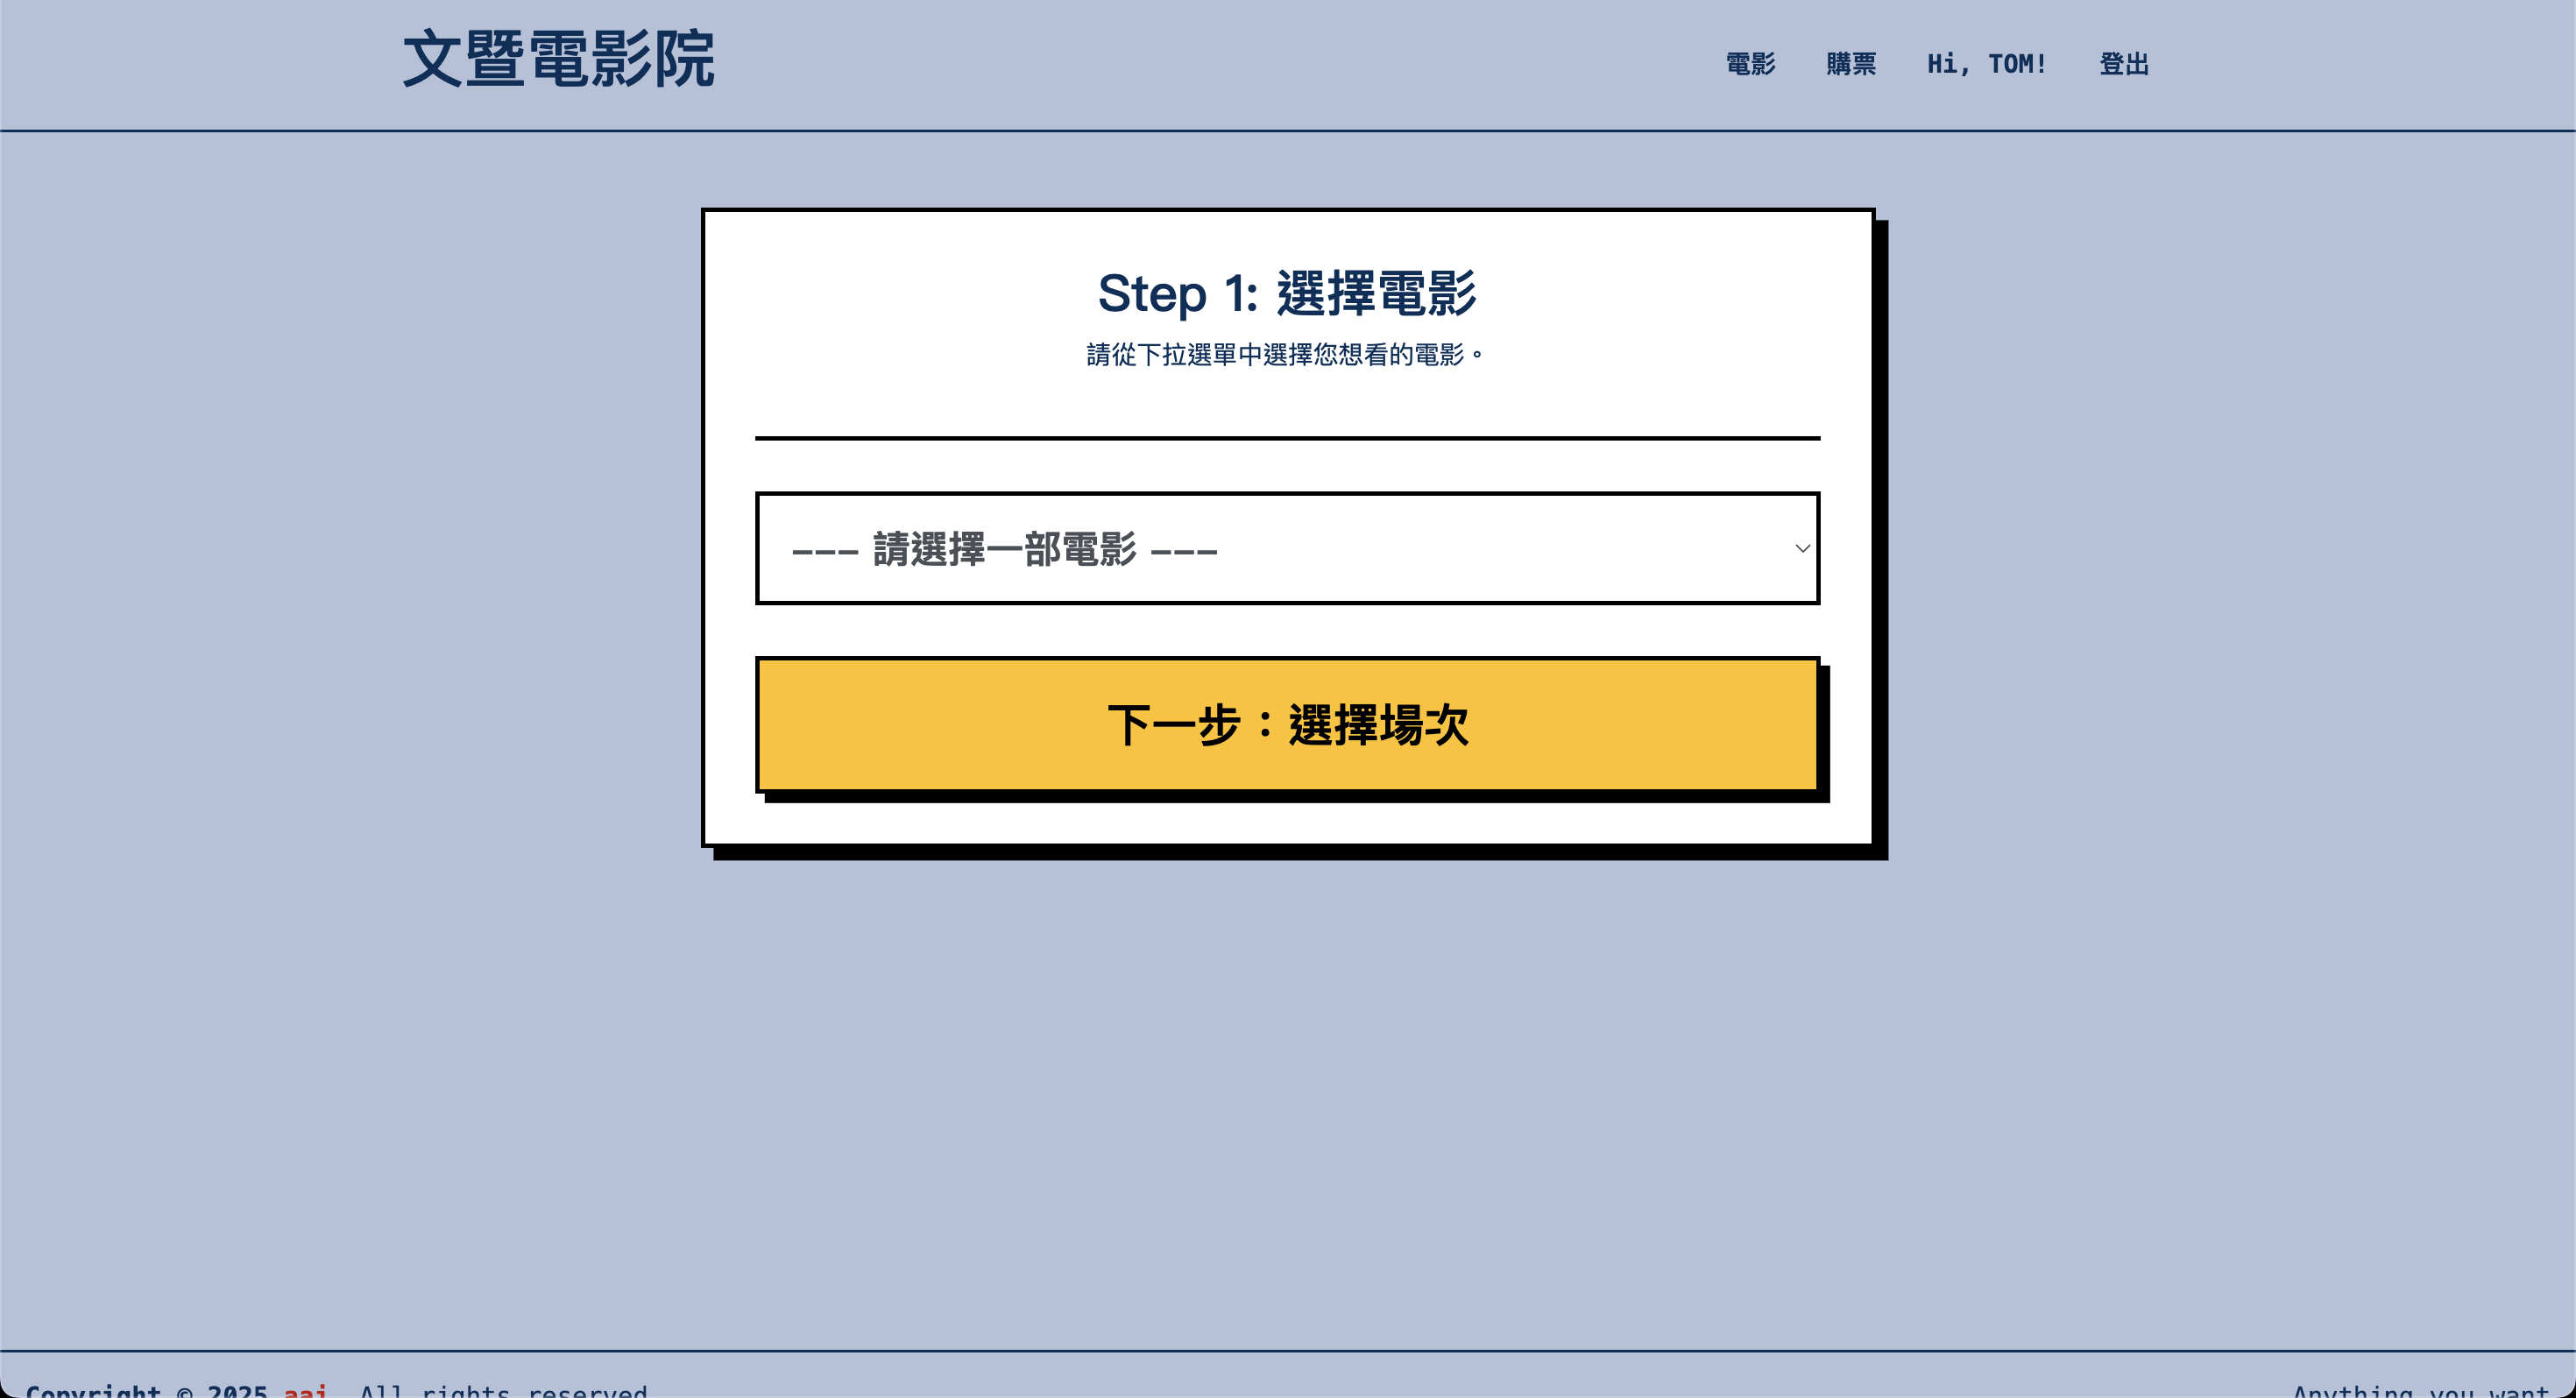 文暨電影院
電影 購票 Hi, TOM! 登出
Step 1: 選擇電影
請從下拉選單中選擇您想看的電影。
--- 請選擇一部電影 ---
下一步：選擇場次
Copyright © 2025 aai. All rights reserved.
Anything you want